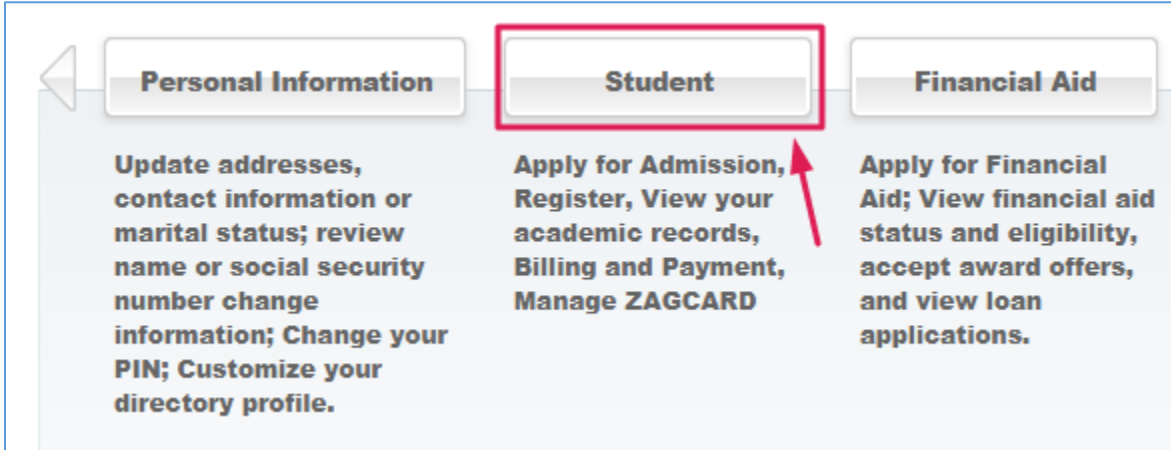 Personal Information
Student
Financial Aid
Update addresses,
contact information or
marital status; review
name or social security
number change
information; Change your
PIN; Customize your
directory profile.
Apply for Admission,
Register, View your
academic records,
Billing and Payment,
Manage ZAGCARD
Apply for Financial
Aid; View financial aid
status and eligibility,
accept award offers,
and view loan
applications.